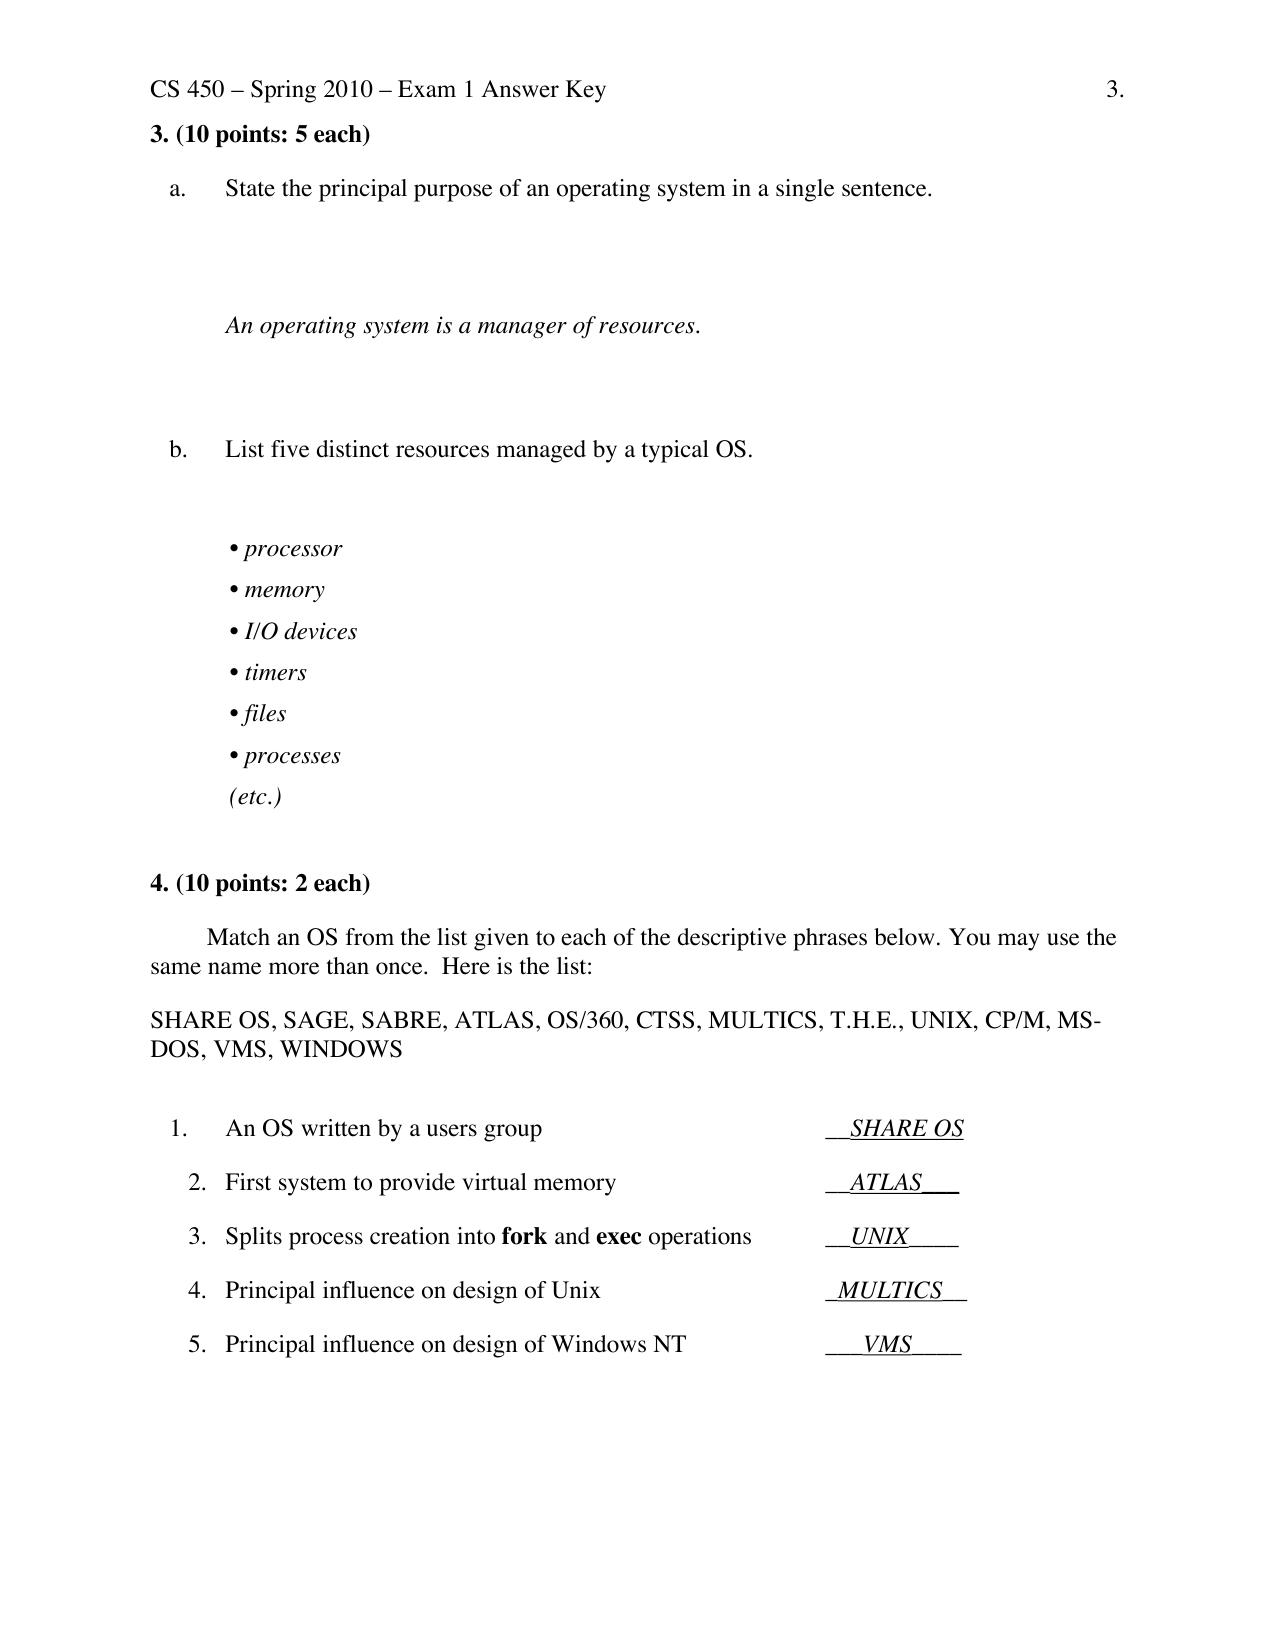 CS 450 – Spring 2010 – Exam 1 Answer Key 3.
3. (10 points: 5 each)
a. State the principal purpose of an operating system in a single sentence.
An operating system is a manager of resources.
b. List five distinct resources managed by a typical OS.
• processor
• memory
• I/O devices
• timers
• files
• processes
(etc.)
4. (10 points: 2 each)
Match an OS from the list given to each of the descriptive phrases below. You may use the
same name more than once. Here is the list:
SHARE OS, SAGE, SABRE, ATLAS, OS/360, CTSS, MULTICS, T.H.E., UNIX, CP/M, MS-
DOS, VMS, WINDOWS
1. An OS written by a users group __SHARE OS
2. First system to provide virtual memory __ATLAS___
3. Splits process creation into fork and exec operations __UNIX____
4. Principal influence on design of Unix _MULTICS__
5. Principal influence on design of Windows NT ___VMS____